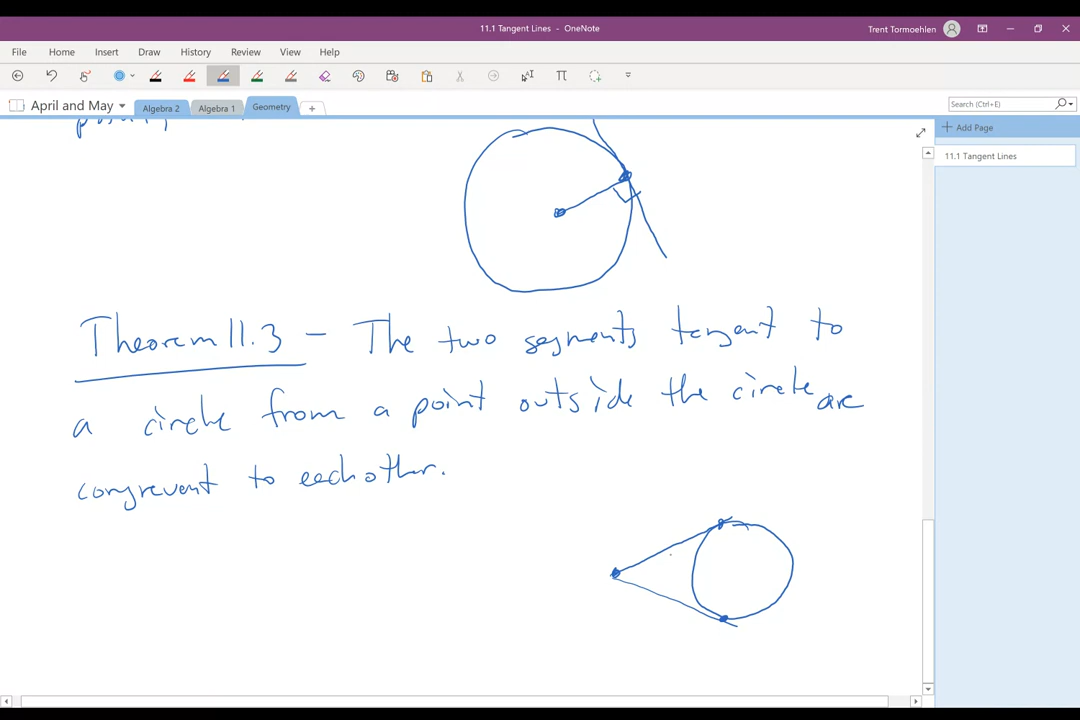 11.1 Tangent Lines - OneNote
Trent Tormoehlen
File Home Insert Draw History Review View Help
April and May Algebra 2 Algebra 1 Geometry
Search (Ctrl+E)
Add Page
11.1 Tangent Lines
Theorem 11.3 - The two segments tangent to
a circle from a point outside the circle are
congruent to each other.